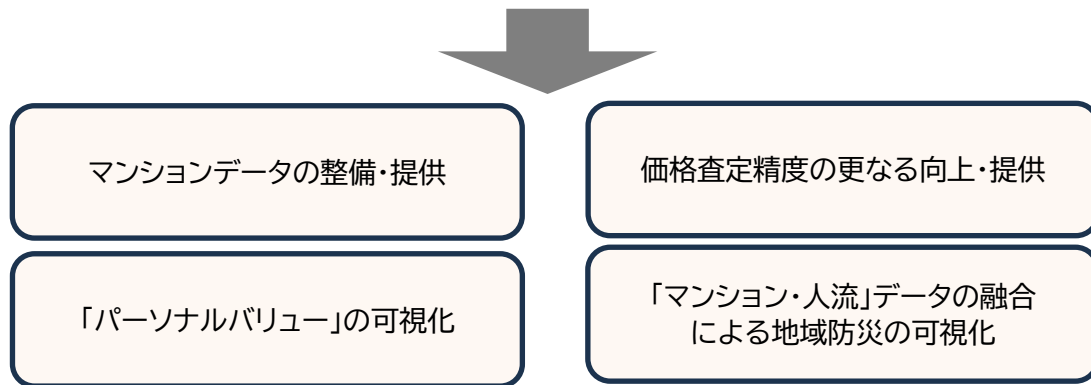 マンションデータの整備・提供
価格査定精度の更なる向上・提供
「パーソナルバリュー」の可視化
「マンション・人流」データの融合
による地域防災の可視化